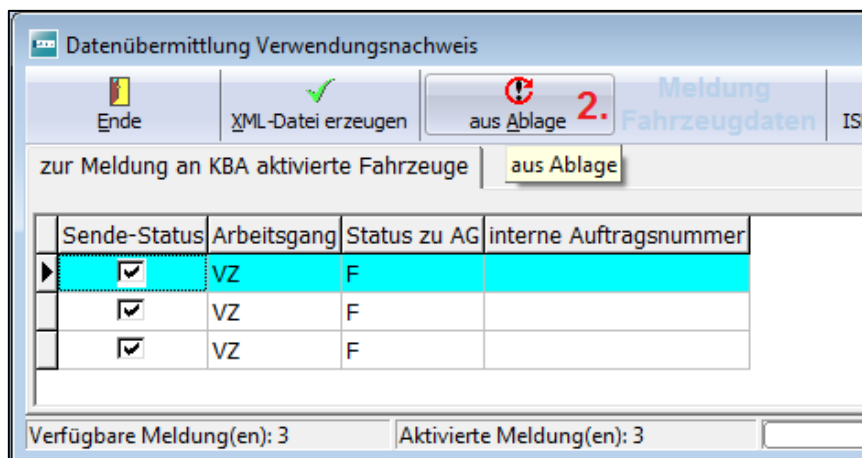 Datenübermittlung Verwendungsnachweis
Ende
XML-Datei erzeugen
aus Ablage
2.
Meldung
Fahrzeugdaten
IS
zur Meldung an KBA aktivierte Fahrzeuge
aus Ablage
Sende-Status Arbeitsgang Status zu AG interne Auftragsnummer
VZ F
VZ F
VZ F
Verfügbare Meldung(en): 3 Aktivierte Meldung(en): 3